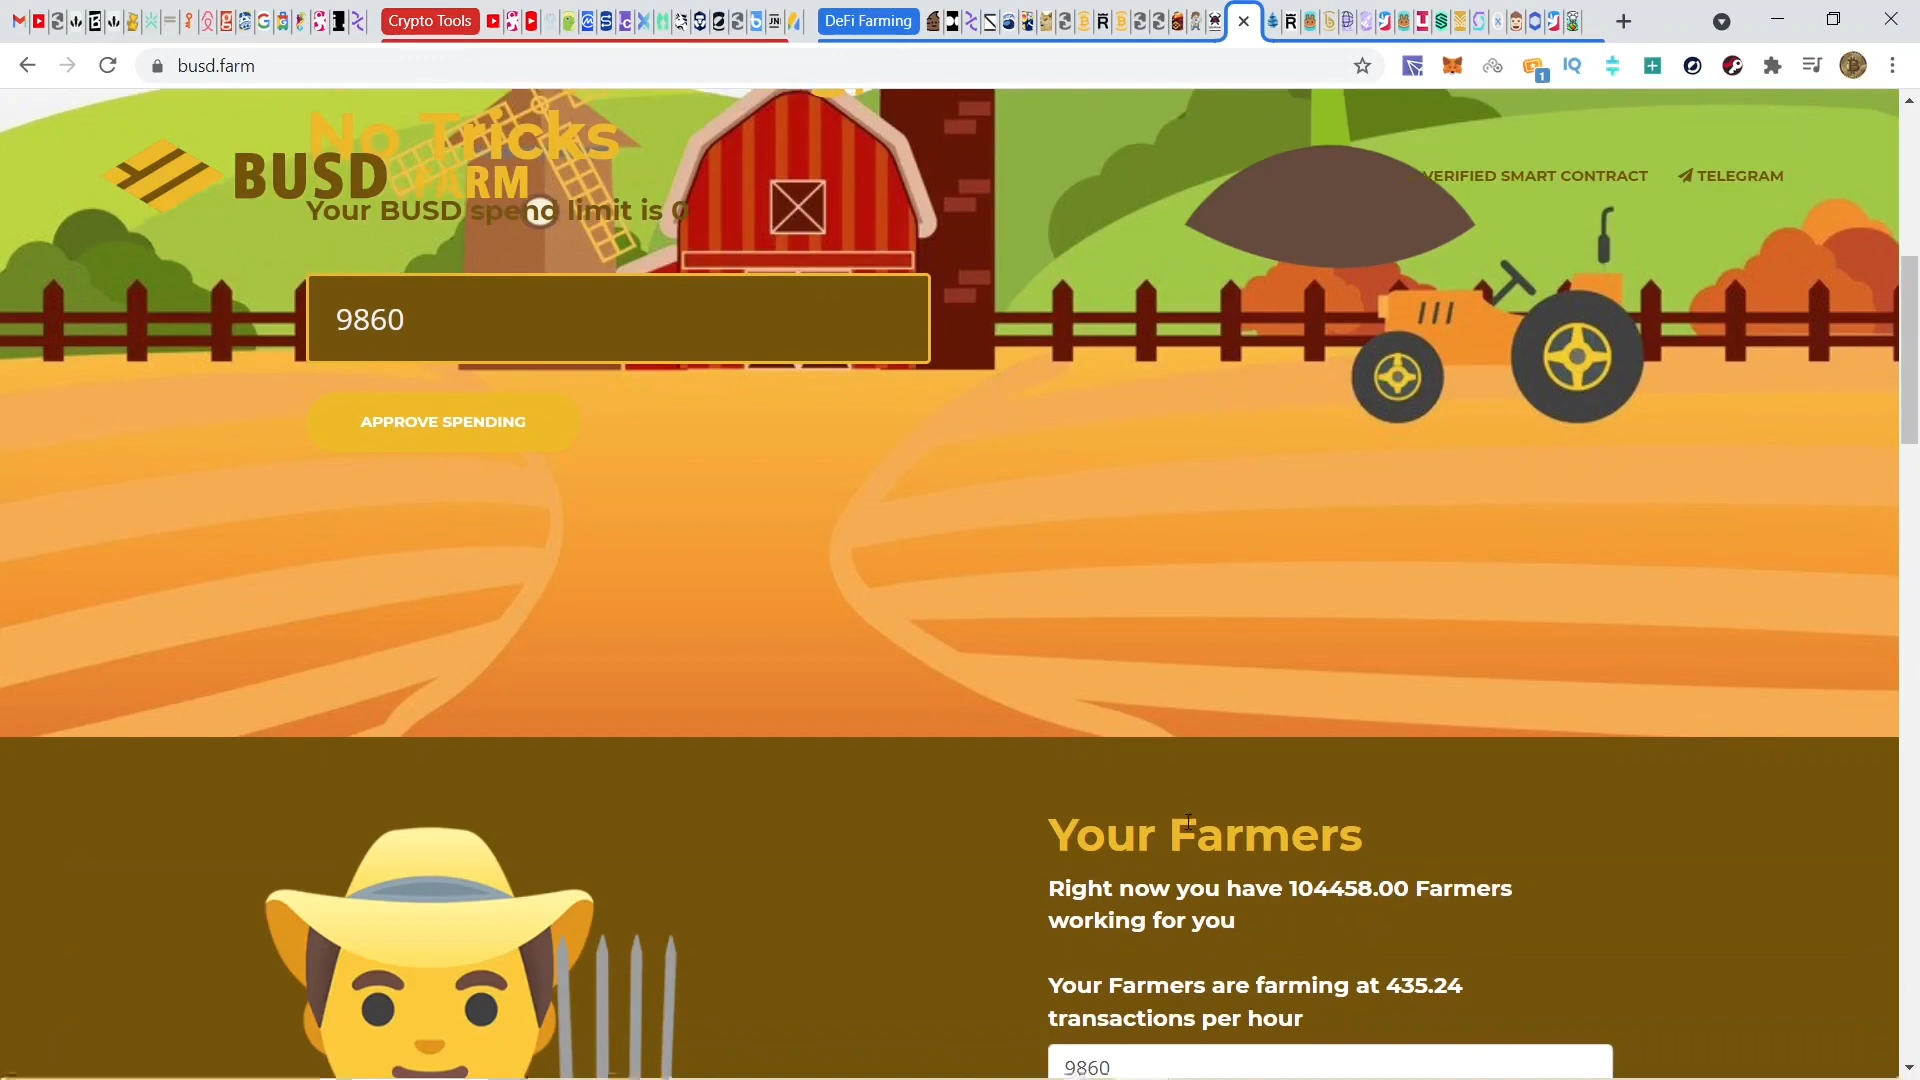 Crypto Tools
DeFi Farming
busd.farm
1
No Tricks
BUSD FARM
VERIFIED SMART CONTRACT
TELEGRAM
Your BUSD spend limit is 0
9860
APPROVE SPENDING
Your Farmers
Right now you have 104458.00 Farmers
working for you
Your Farmers are farming at 435.24
transactions per hour
9860